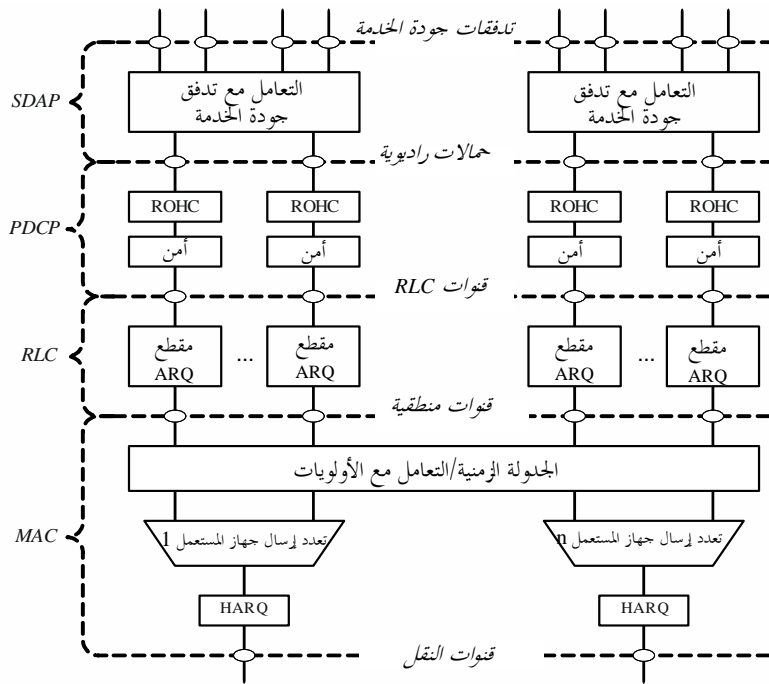 تدفقات جودة الخدمة
SDAP
التعامل مع تدفق
جودة الخدمة
التعامل مع تدفق
جودة الخدمة
حمالات راديوية
PDCP
ROHC
ROHC
ROHC
ROHC
أمن
أمن
أمن
أمن
قنوات RLC
RLC
مقطع
ARQ
...
مقطع
ARQ
مقطع
ARQ
...
مقطع
ARQ
قنوات منطقية
MAC
الجدولة الزمنية/التعامل مع الأولويات
تعدد إرسال جهاز المستعمل 1
تعدد إرسال جهاز المستعمل n
HARQ
HARQ
قنوات النقل